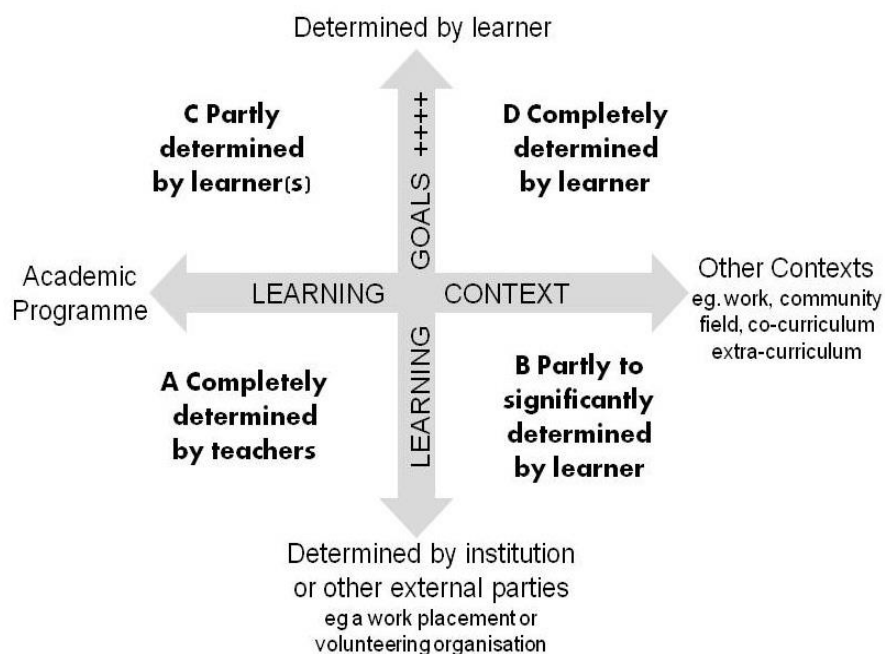 Determined by learner
C Partly
determined
by learner(s)
D Completely
determined
by learner
LEARNING GOALS ++++
Academic
Programme
LEARNING CONTEXT
Other Contexts
eg. work, community
field, co-curriculum
extra-curriculum
A Completely
determined
by teachers
B Partly to
significantly
determined
by learner
Determined by institution
or other external parties
eg a work placement or
volunteering organisation